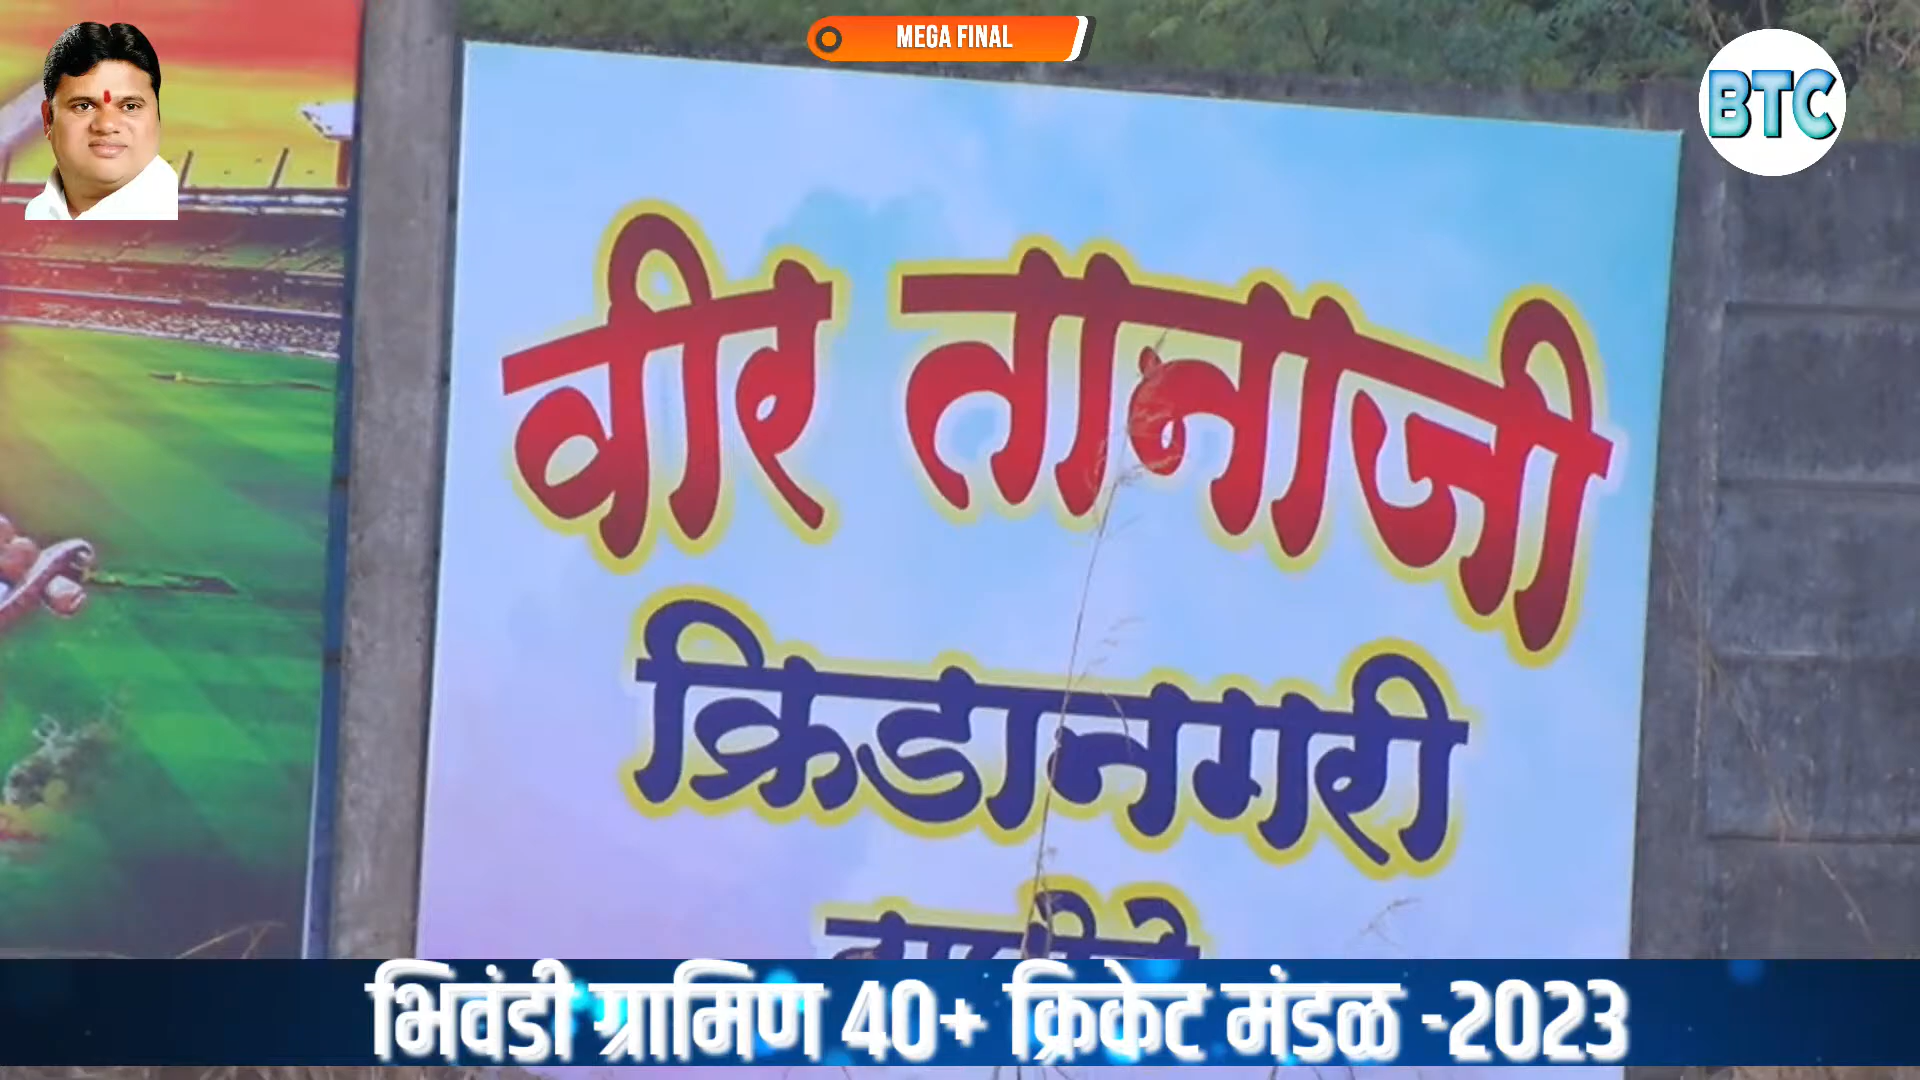 MEGA FINAL
BTC
वीर तानाजी
क्रिडानगरी
भिवंडी ग्रामिण 40+ क्रिकेट मंडळ -2023